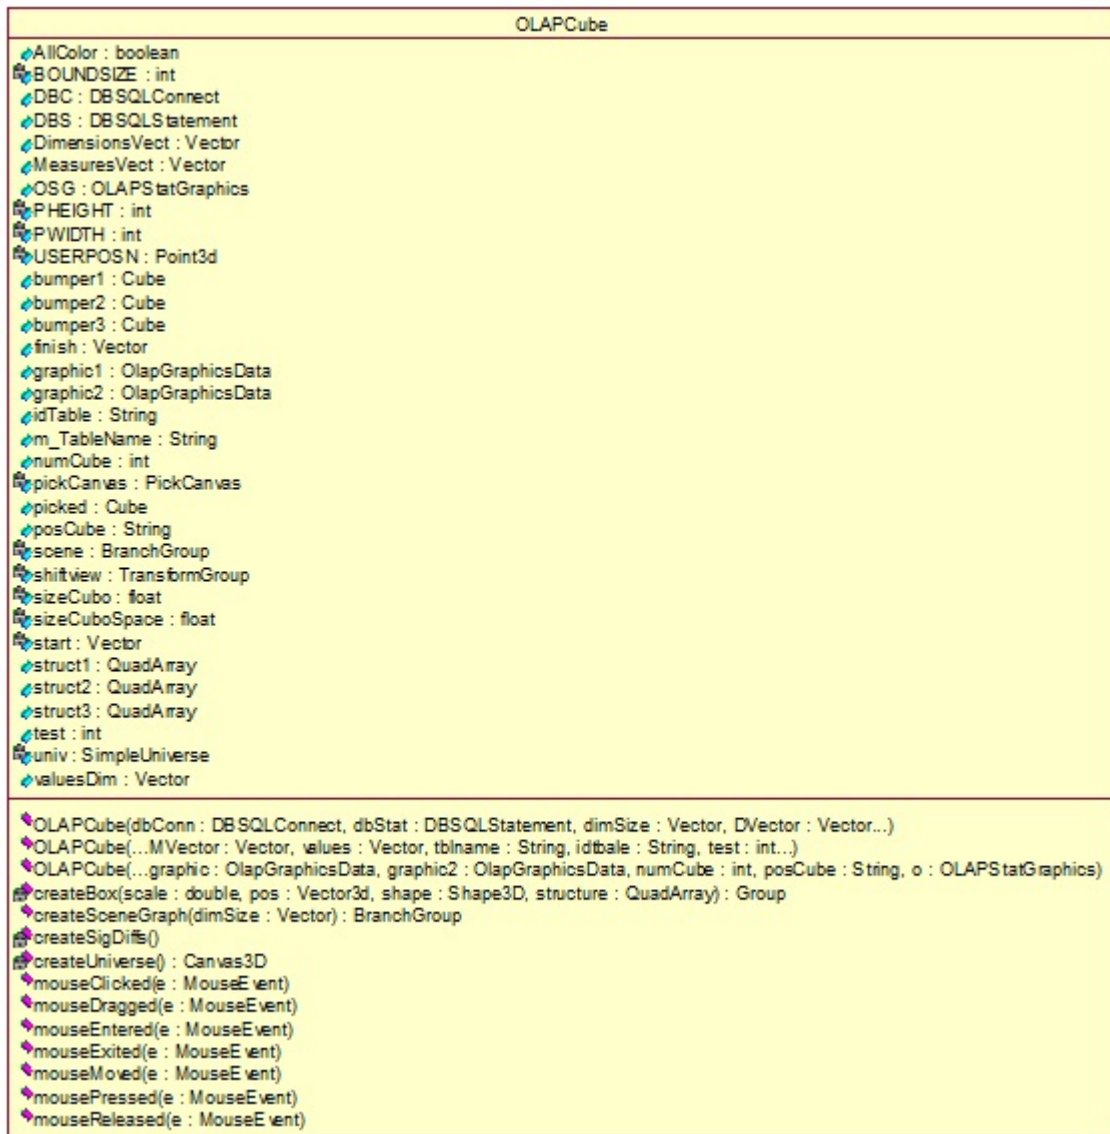 OLAPCube
AllColor : boolean
BOUNDSIZE : int
DBC : DBSQLConnect
DBS : DBSQLStatement
DimensionsVect : Vector
MeasuresVect : Vector
OSG : OLAPStatGraphics
PHEIGHT : int
PWIDTH : int
USERPOSN : Point3d
bumper1 : Cube
bumper2 : Cube
bumper3 : Cube
finish : Vector
graphic1 : OlapGraphicsData
graphic2 : OlapGraphicsData
idTable : String
m_TableName : String
numCube : int
pickCanvas : PickCanvas
picked : Cube
posCube : String
scene : BranchGroup
shiftview : TransformGroup
sizeCubo : float
sizeCuboSpace : float
start : Vector
struct1 : QuadArray
struct2 : QuadArray
struct3 : QuadArray
test : int
univ : SimpleUniverse
valuesDim : Vector
OLAPCube(dbConn : DBSQLConnect, dbStat : DBSQLStatement, dimSize : Vector, DVector : Vector...)
OLAPCube(...MVector : Vector, values : Vector, tblname : String, idtbale : String, test : int...)
OLAPCube(...graphic : OlapGraphicsData, graphic2 : OlapGraphicsData, numCube : int, posCube : String, o : OLAPStatGraphics)
createBox(scale : double, pos : Vector3d, shape : Shape3D, structure : QuadArray) : Group
createSceneGraph(dimSize : Vector) : BranchGroup
createSigDiffs()
createUniverse() : Canvas3D
mouseClicked(e : MouseEvent)
mouseDragged(e : MouseEvent)
mouseEntered(e : MouseEvent)
mouseExited(e : MouseEvent)
mouseMoved(e : MouseEvent)
mousePressed(e : MouseEvent)
mouseReleased(e : MouseEvent)